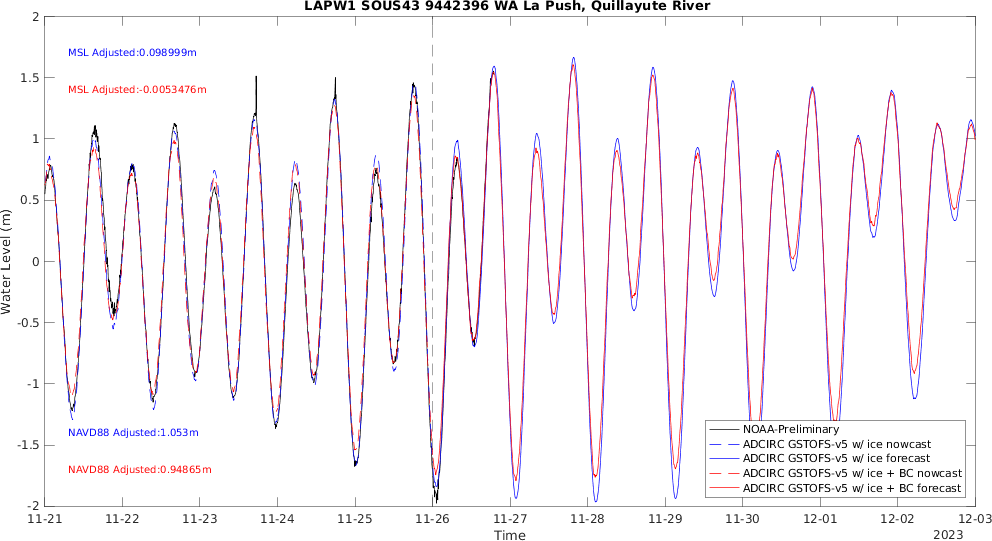 LAPW1 SOUS43 9442396 WA La Push, Quillayute River
2
1.5
1
0.5
0
-0.5
-1
-1.5
-2
Water Level (m)
MSL Adjusted:0.098999m
MSL Adjusted:-0.0053476m
NAVD88 Adjusted:1.053m
NAVD88 Adjusted:0.94865m
NOAA-Preliminary
ADCIRC GSTOFS-v5 w/ ice nowcast
ADCIRC GSTOFS-v5 w/ ice forecast
ADCIRC GSTOFS-v5 w/ ice + BC nowcast
ADCIRC GSTOFS-v5 w/ ice + BC forecast
11-21 11-22 11-23 11-24 11-25 11-26 11-27 11-28 11-29 11-30 12-01 12-02 12-03
Time
2023